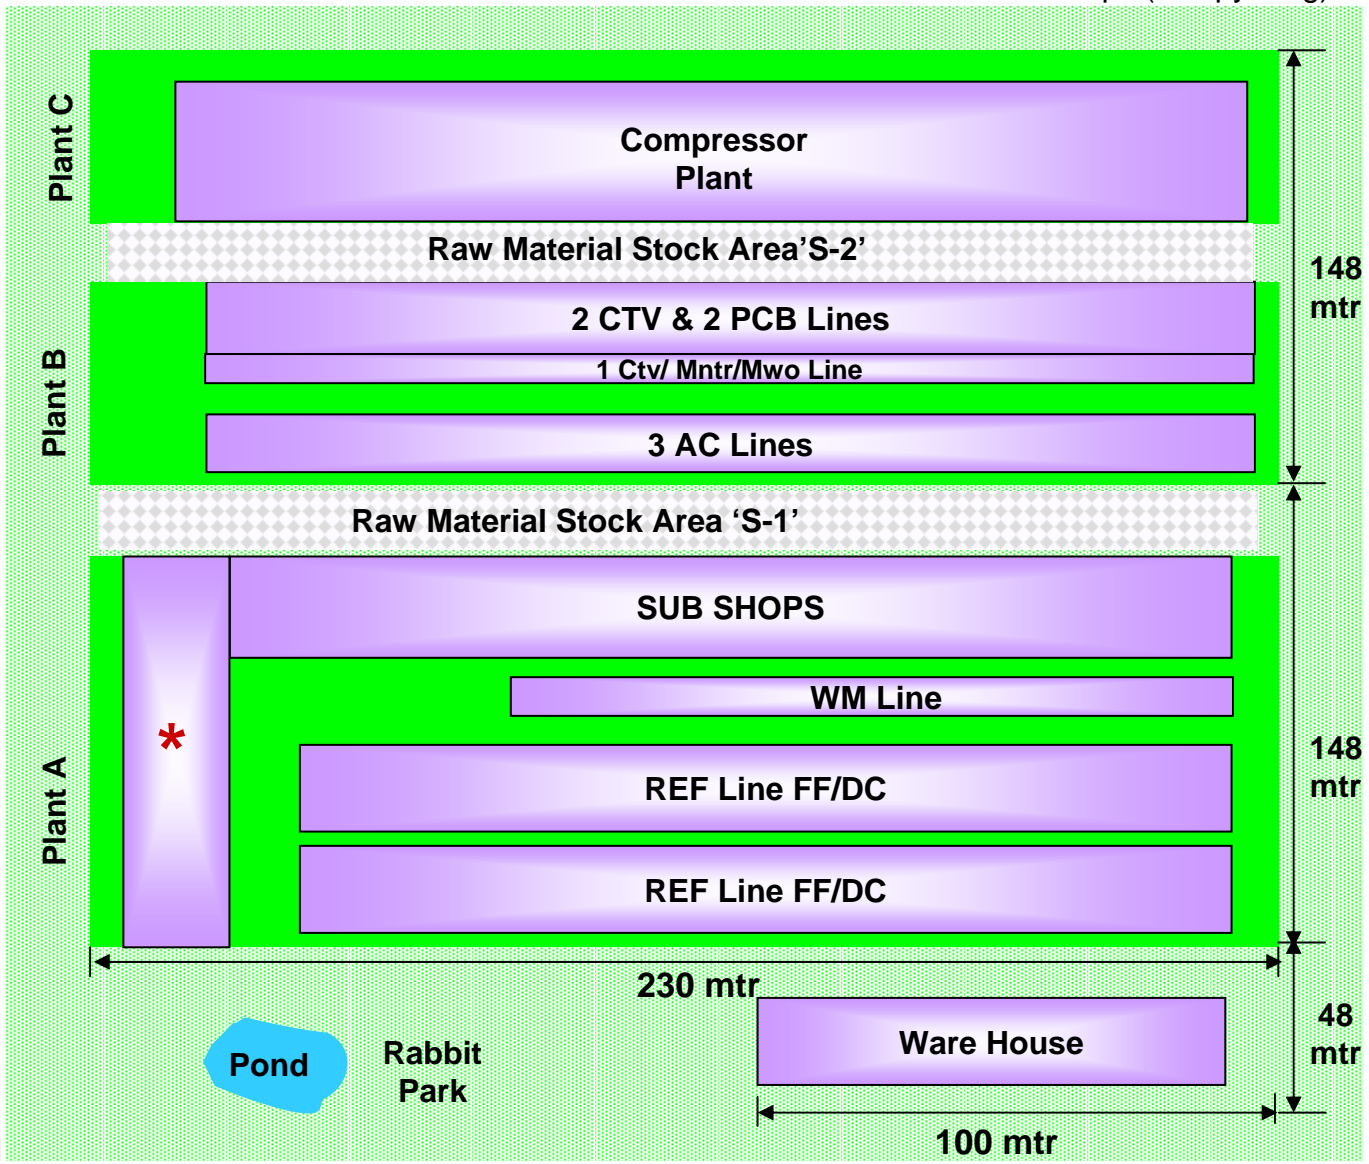 Plant C
Compressor
Plant
Raw Material Stock Area’S-2’
148
mtr
2 CTV & 2 PCB Lines
1 Ctv/ Mntr/Mwo Line
Plant B
3 AC Lines
Raw Material Stock Area ‘S-1’
SUB SHOPS
WM Line
*
REF Line FF/DC
148
mtr
Plant A
REF Line FF/DC
230 mtr
Ware House
48
mtr
Pond
Rabbit
Park
100 mtr